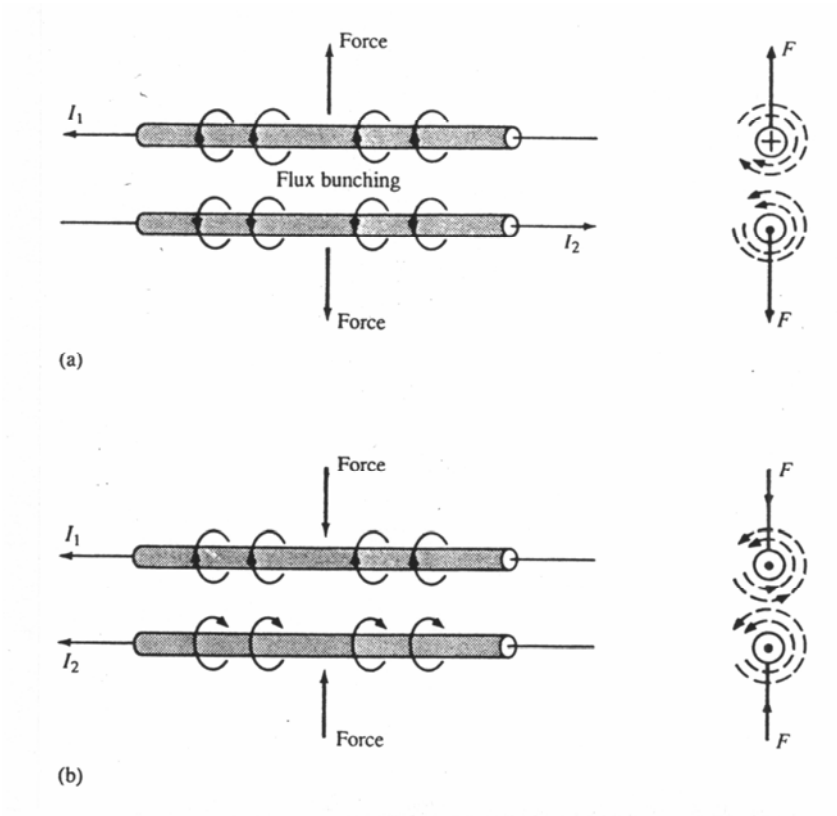 Force
F
I1
+
Flux bunching
I2
Force
F
(a)
Force
F
I1
I2
Force
F
(b)